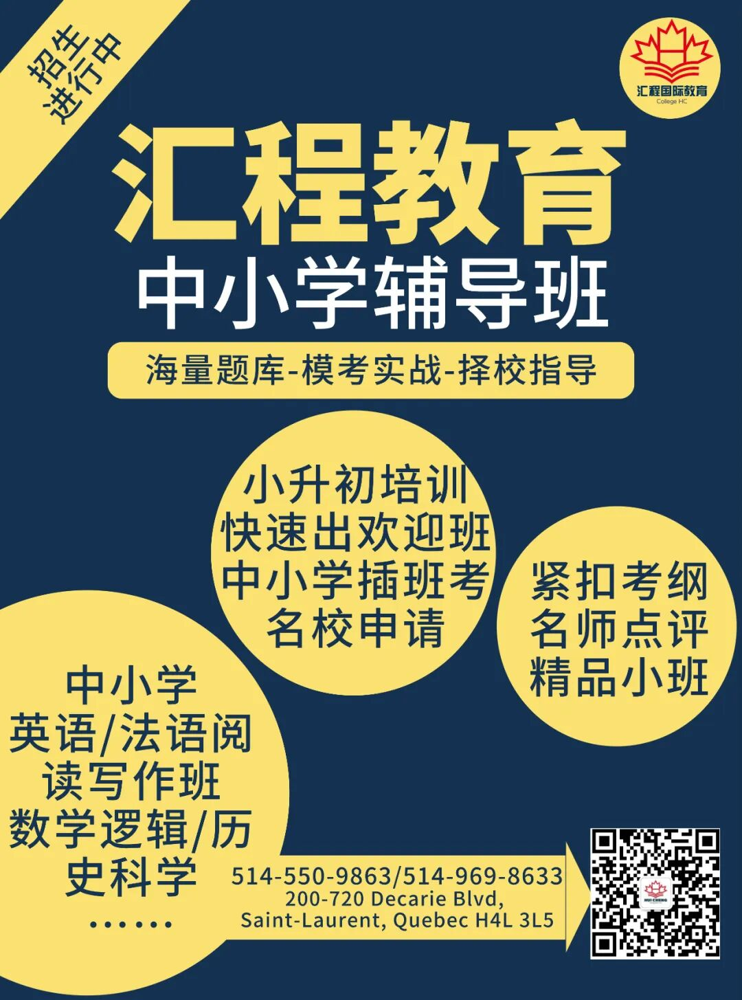 招生
进行中
汇程国际教育
College HC
汇程教育
中小学辅导班
海量题库-模考实战-择校指导
小升初培训
快速出欢迎班
中小学插班考
名校申请
紧扣考纲
名师点评
精品小班
中小学
英语/法语阅
读写作班
数学逻辑/历
史科学
······
514-550-9863/514-969-8633
200-720 Decarie Blvd,
Saint-Laurent, Quebec H4L 3L5
HUI CHENG